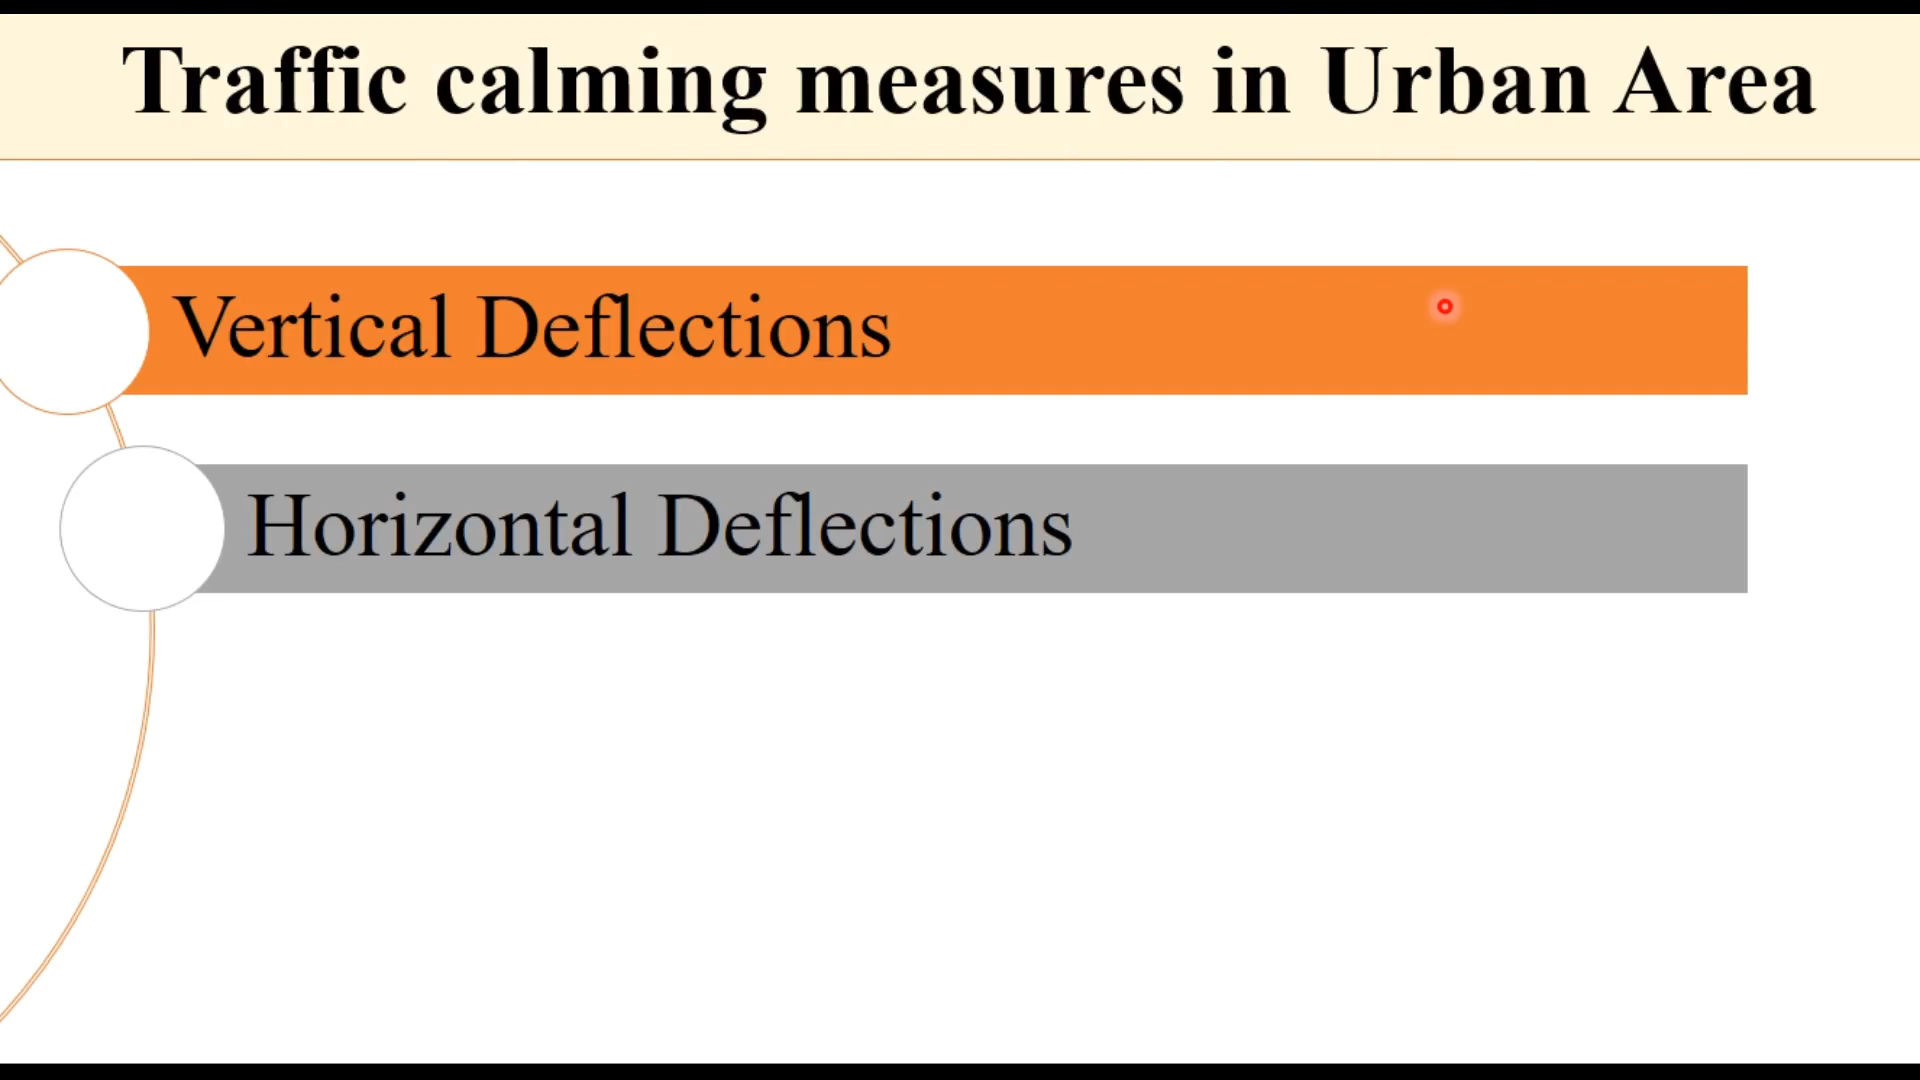 Traffic calming measures in Urban Area
Vertical Deflections
Horizontal Deflections